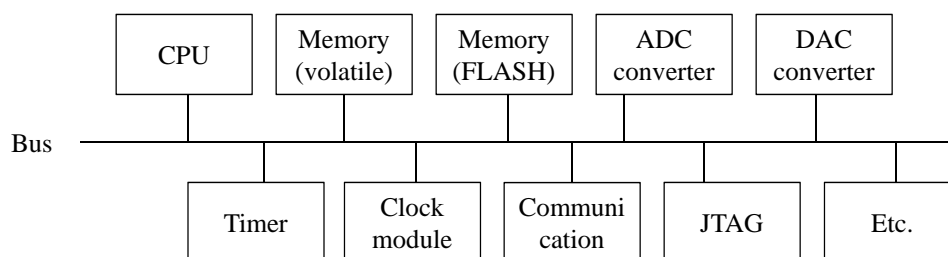 CPU
Memory
(volatile)
Memory
(FLASH)
ADC
converter
DAC
converter
Bus
Timer
Clock
module
Communi
cation
JTAG
Etc.